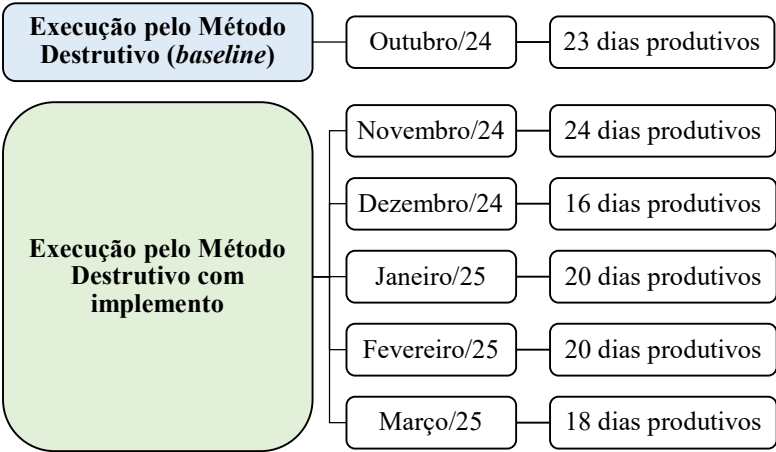 Execução pelo Método
Destrutivo (baseline)
Outubro/24
23 dias produtivos
Execução pelo Método
Destrutivo com
implemento
Novembro/24
24 dias produtivos
Dezembro/24
16 dias produtivos
Janeiro/25
20 dias produtivos
Fevereiro/25
20 dias produtivos
Março/25
18 dias produtivos